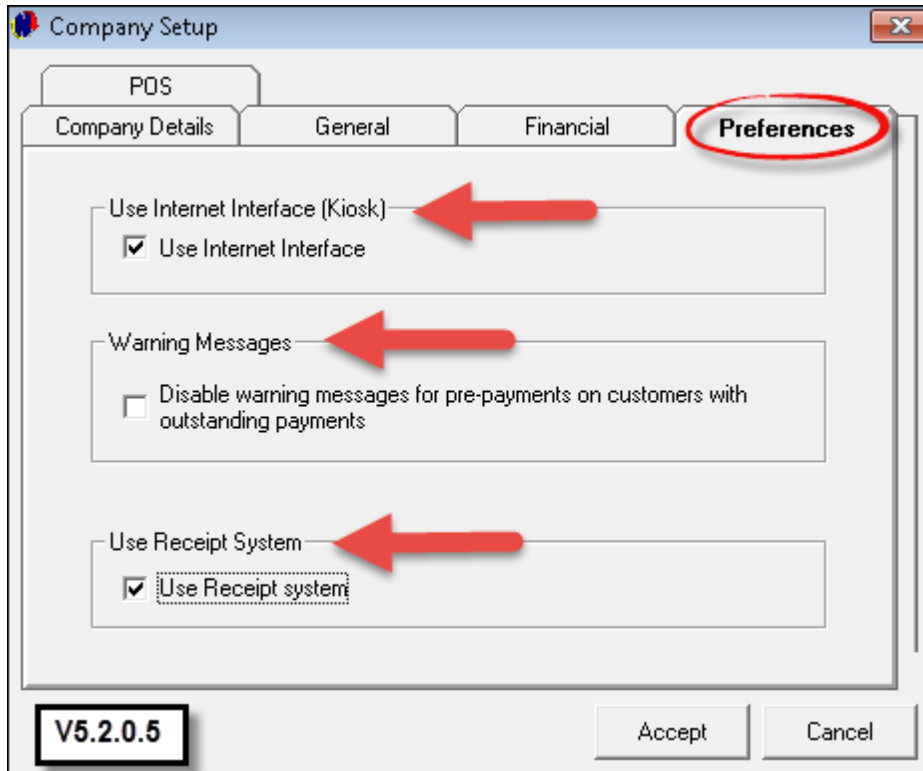 Company Setup
POS
Company Details
General
Financial
Preferences
Use Internet Interface (Kiosk)
Use Internet Interface
Warning Messages
Disable warning messages for pre-payments on customers with
outstanding payments
Use Receipt System
Use Receipt system
V5.2.0.5
Accept
Cancel